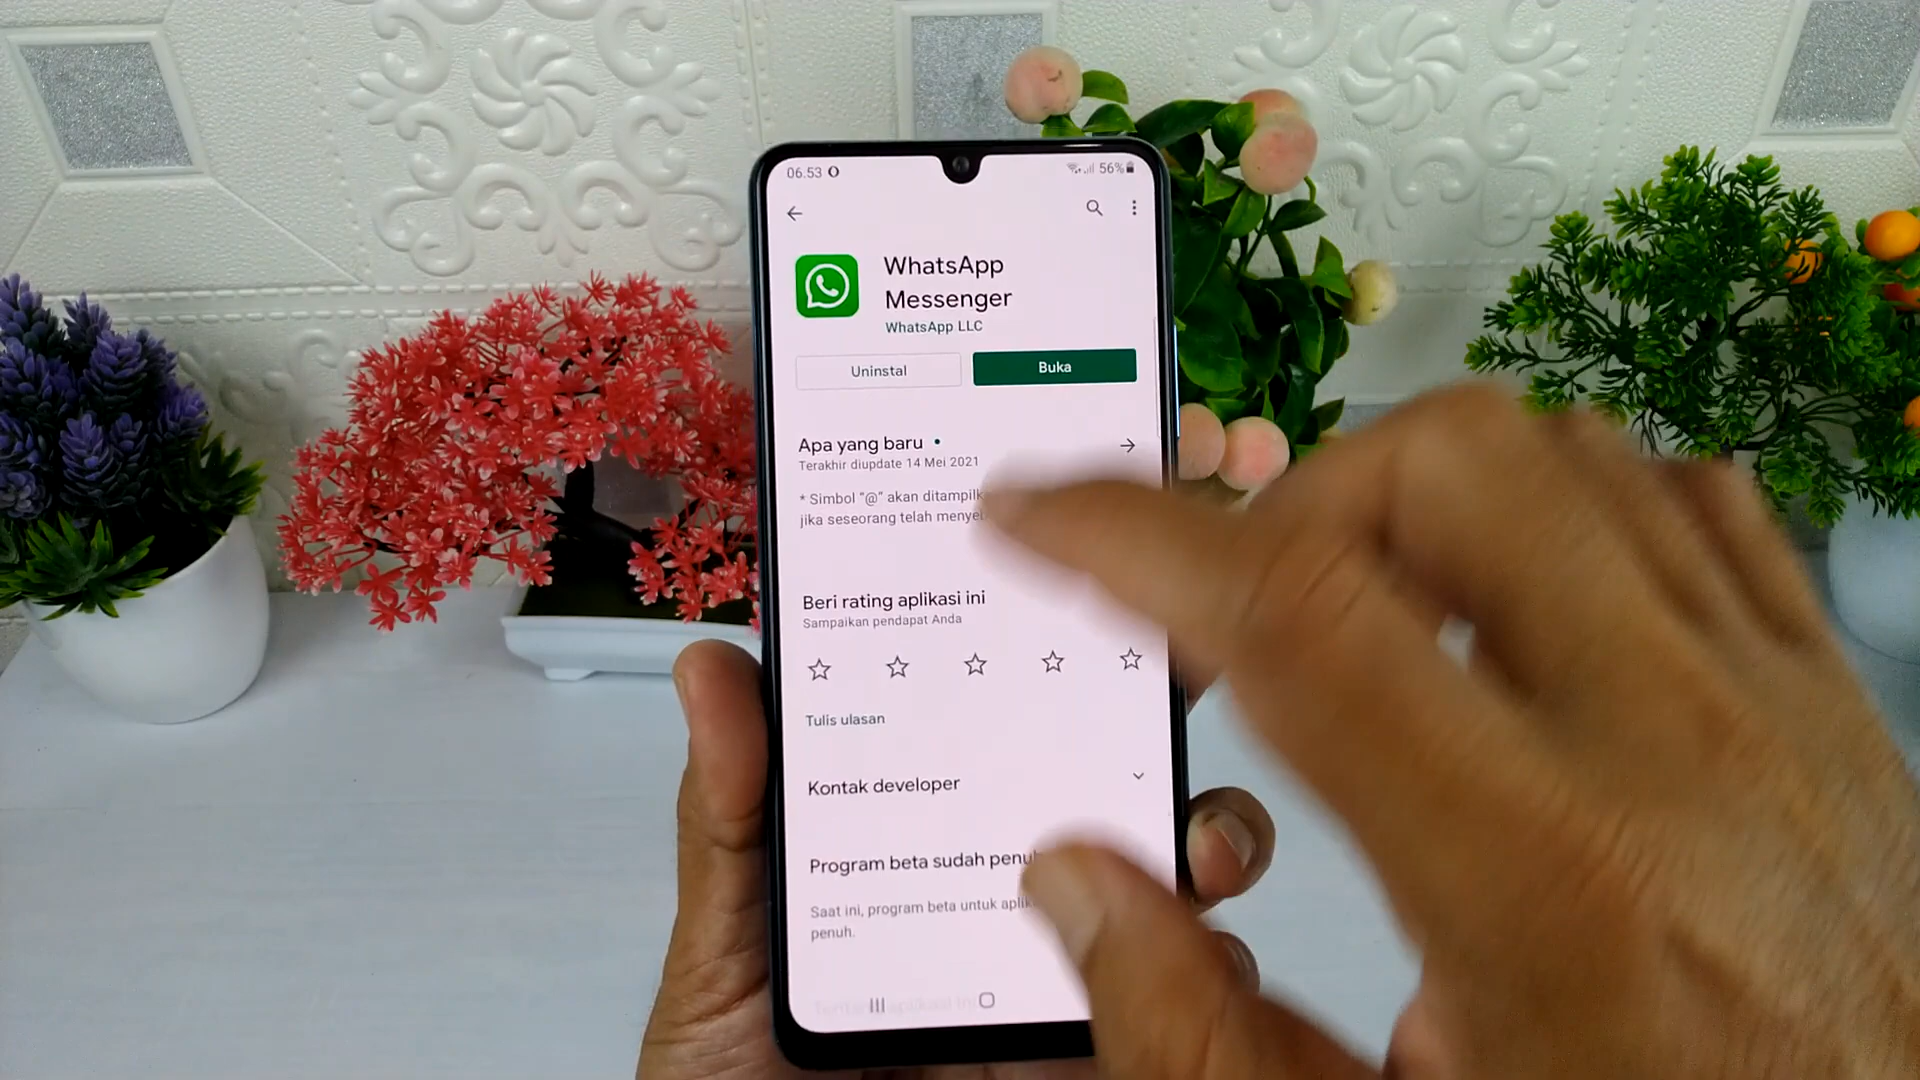 06.53
56%
WhatsApp
Messenger
WhatsApp LLC
Uninstal
Buka
Apa yang baru
Terakhir diupdate 14 Mei 2021
* Simbol "@" akan ditampilk
jika seseorang telah menye
Beri rating aplikasi ini
Sampaikan pendapat Anda
Tulis ulasan
Kontak developer
Program beta sudah penuh
Saat ini, program beta untuk aplik
penuh.